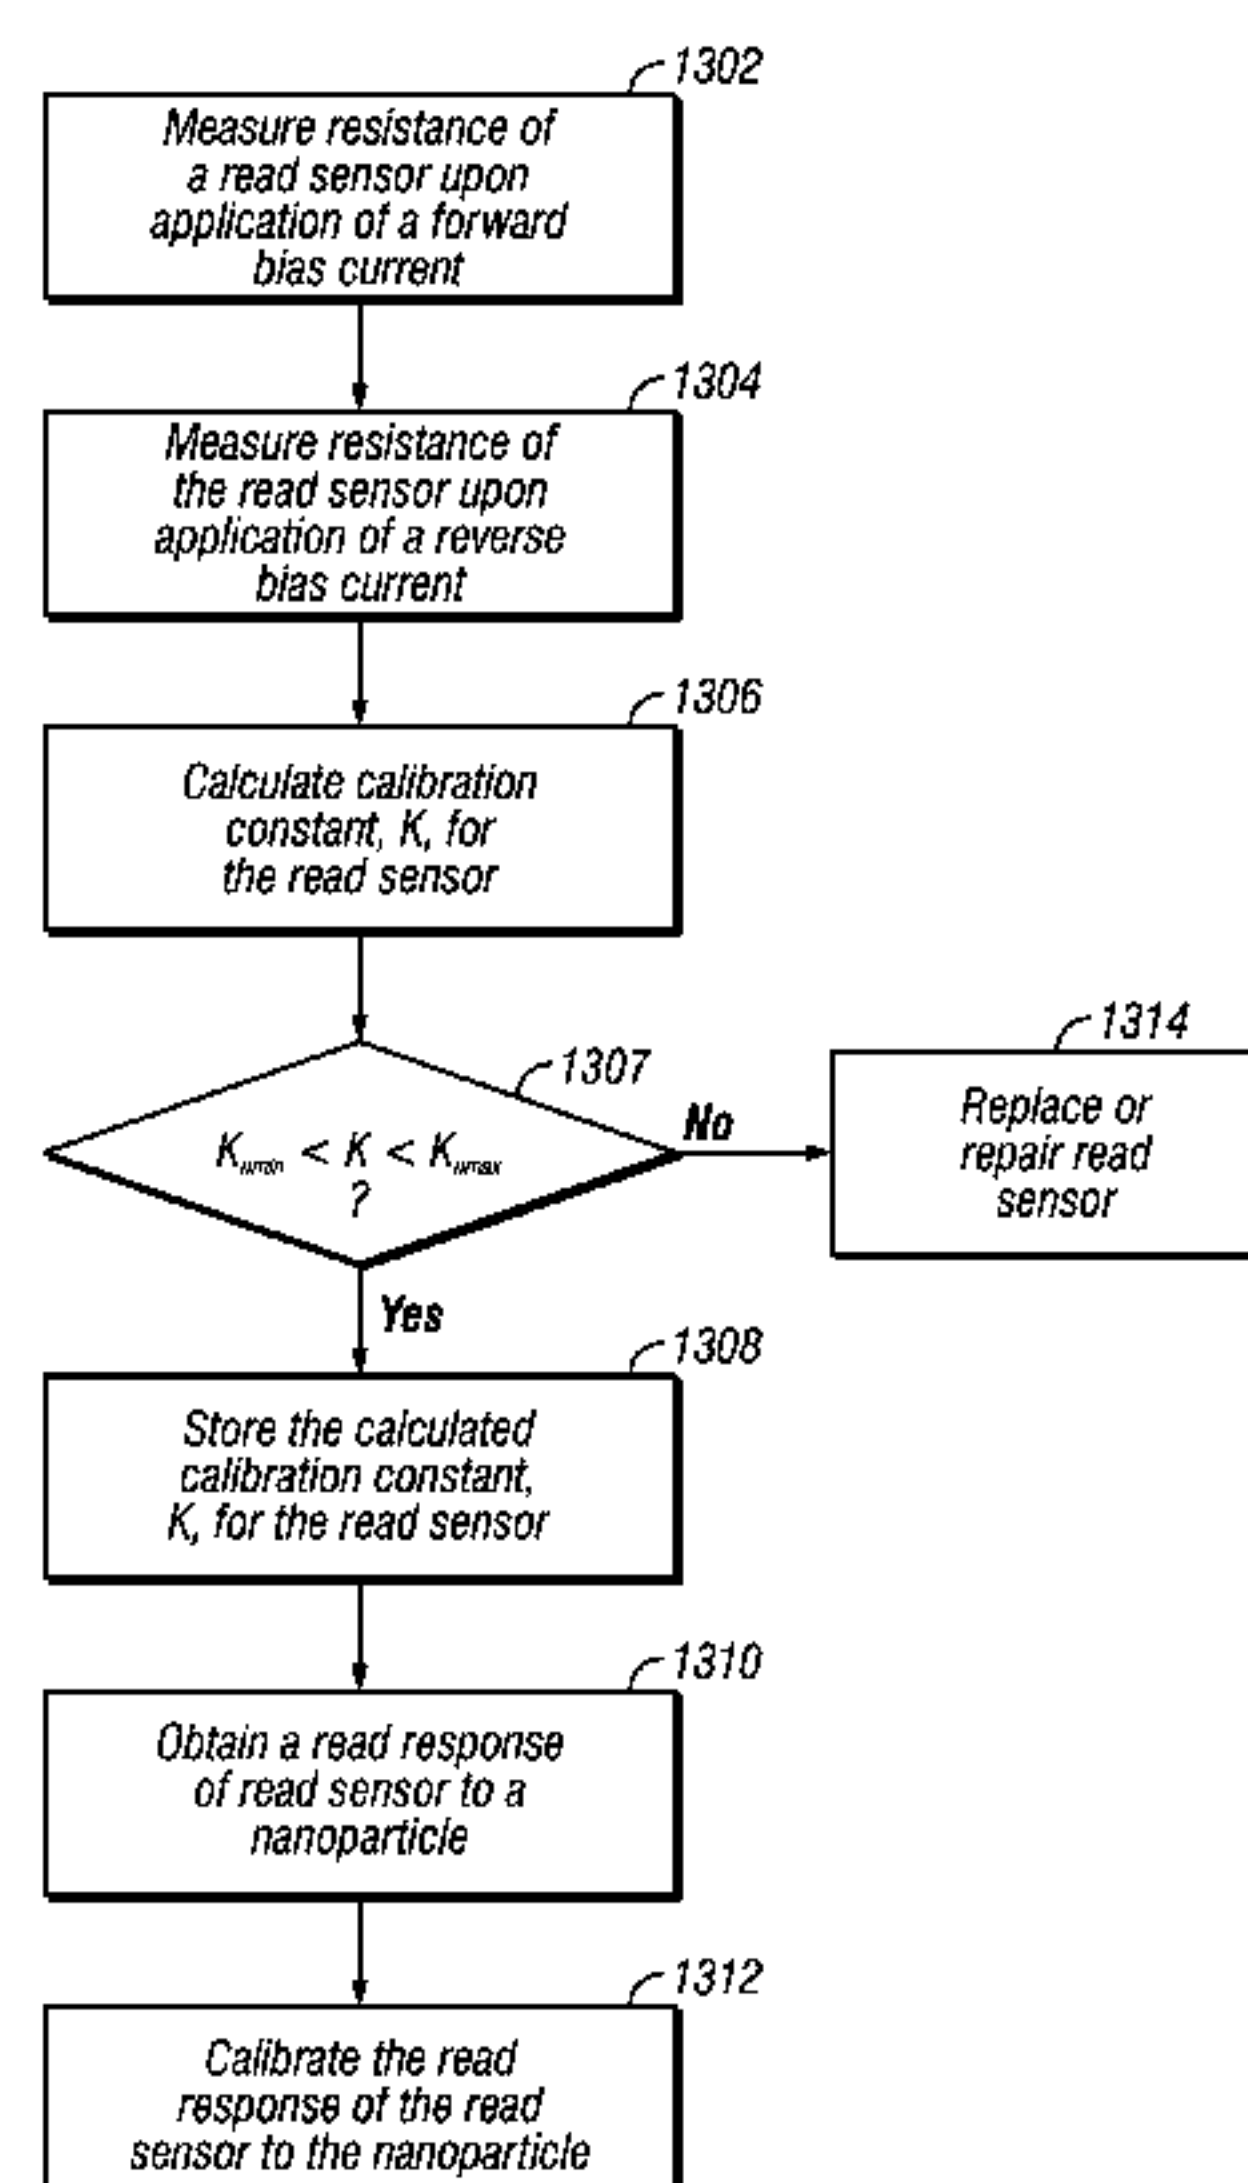 1302
Measure resistance of
a read sensor upon
application of a forward
bias current
1304
Measure resistance of
the read sensor upon
application of a reverse
bias current
1306
Calculate calibration
constant, K, for
the read sensor
1307
K < K < K
?
No
1314
Replace or
repair read
sensor
Yes
1308
Store the calculated
calibration constant,
K, for the read sensor
1310
Obtain a read response
of read sensor to a
nanoparticle
1312
Calibrate the read
response of the read
sensor to the nanoparticle